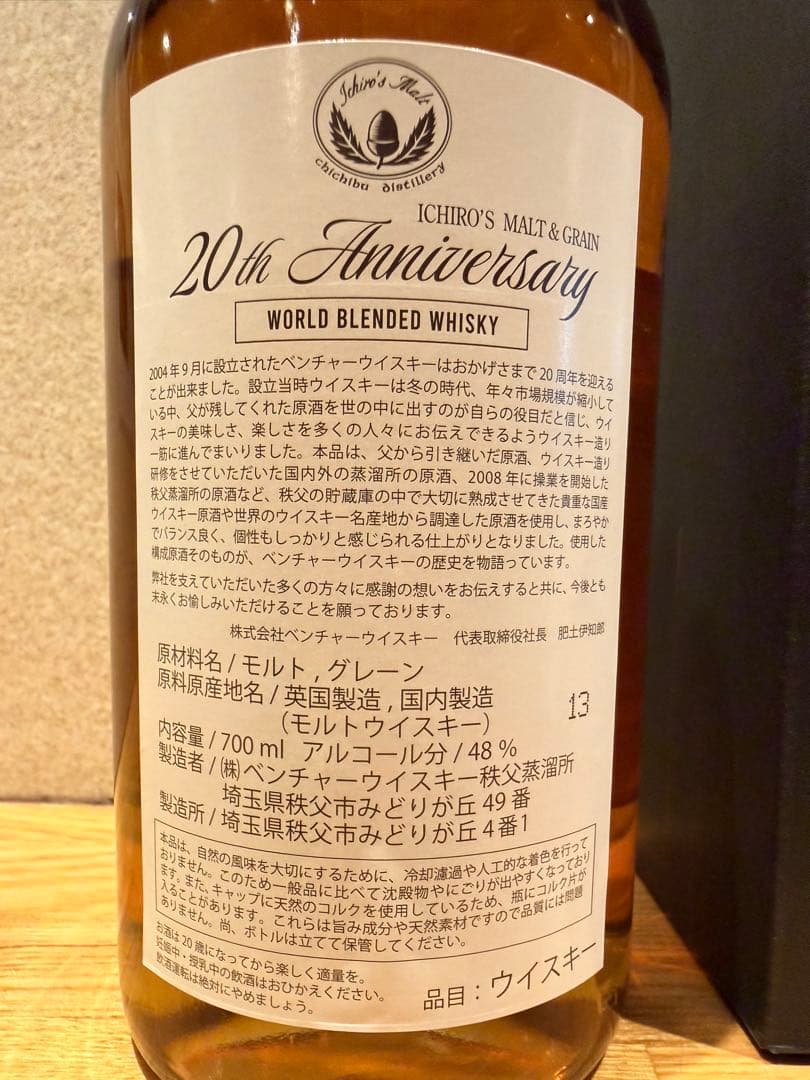 Ichiro's Malt
chichibu distillery
ICHIRO'S MALT & GRAIN
20th Anniversary
WORLD BLENDED WHISKY
2004年9月に設立されたベンチャーウイスキーはおかげさまで20周年を迎える
ことが出来ました。設立当時ウイスキーは冬の時代、年々市場規模が縮小して
いる中、父が残してくれた原酒を世の中に出すのが自らの役目だと信じ、ウイ
スキーの美味しさ、楽しさを多くの人々にお伝えできるようウイスキー造り
一筋に進んでまいりました。本品は、父から引き継いだ原酒、ウイスキー造り
研修をさせていただいた国内外の蒸溜所の原酒、2008年に操業を開始した
秩父蒸溜所の原酒など、秩父の貯蔵庫の中で大切に熟成させてきた貴重な国産
ウイスキー原酒や世界のウイスキー名産地から調達した原酒を使用し、まろやか
でバランス良く、個性もしっかりと感じられる仕上がりとなりました。使用した
構成原酒そのものが、ベンチャーウイスキーの歴史を物語っています。
弊社を支えていただいた多くの方々に感謝の想いをお伝えすると共に、今後とも
末永くお愉しみいただけることを願っております。
株式会社ベンチャーウイスキー 代表取締役社長 肥土伊知郎
原材料名 / モルト , グレーン
原料原産地名 / 英国製造 , 国内製造
(モルトウイスキー)
13
内容量 / 700 ml アルコール分 / 48 %
製造者 / ㈱ベンチャーウイスキー秩父蒸溜所
埼玉県秩父市みどりが丘 49 番
製造所 / 埼玉県秩父市みどりが丘 4 番1
本品は、自然の風味を大切にするために、冷却濾過や人工的な着色を行って
おりません。このため一般品に比べて沈殿物やにごりが出やすくなっており
ます。また、キャップに天然のコルクを使用しているため、瓶にコルク片が
入ることがあります。これらは旨み成分や天然素材ですので品質には問題
ありません。尚、ボトルは立てて保管してください。
お酒は20歳になってから楽しく適量を。
妊娠中・授乳中の飲酒はおひかえください。
飲酒運転は絶対にやめましょう。
品目：ウイスキー